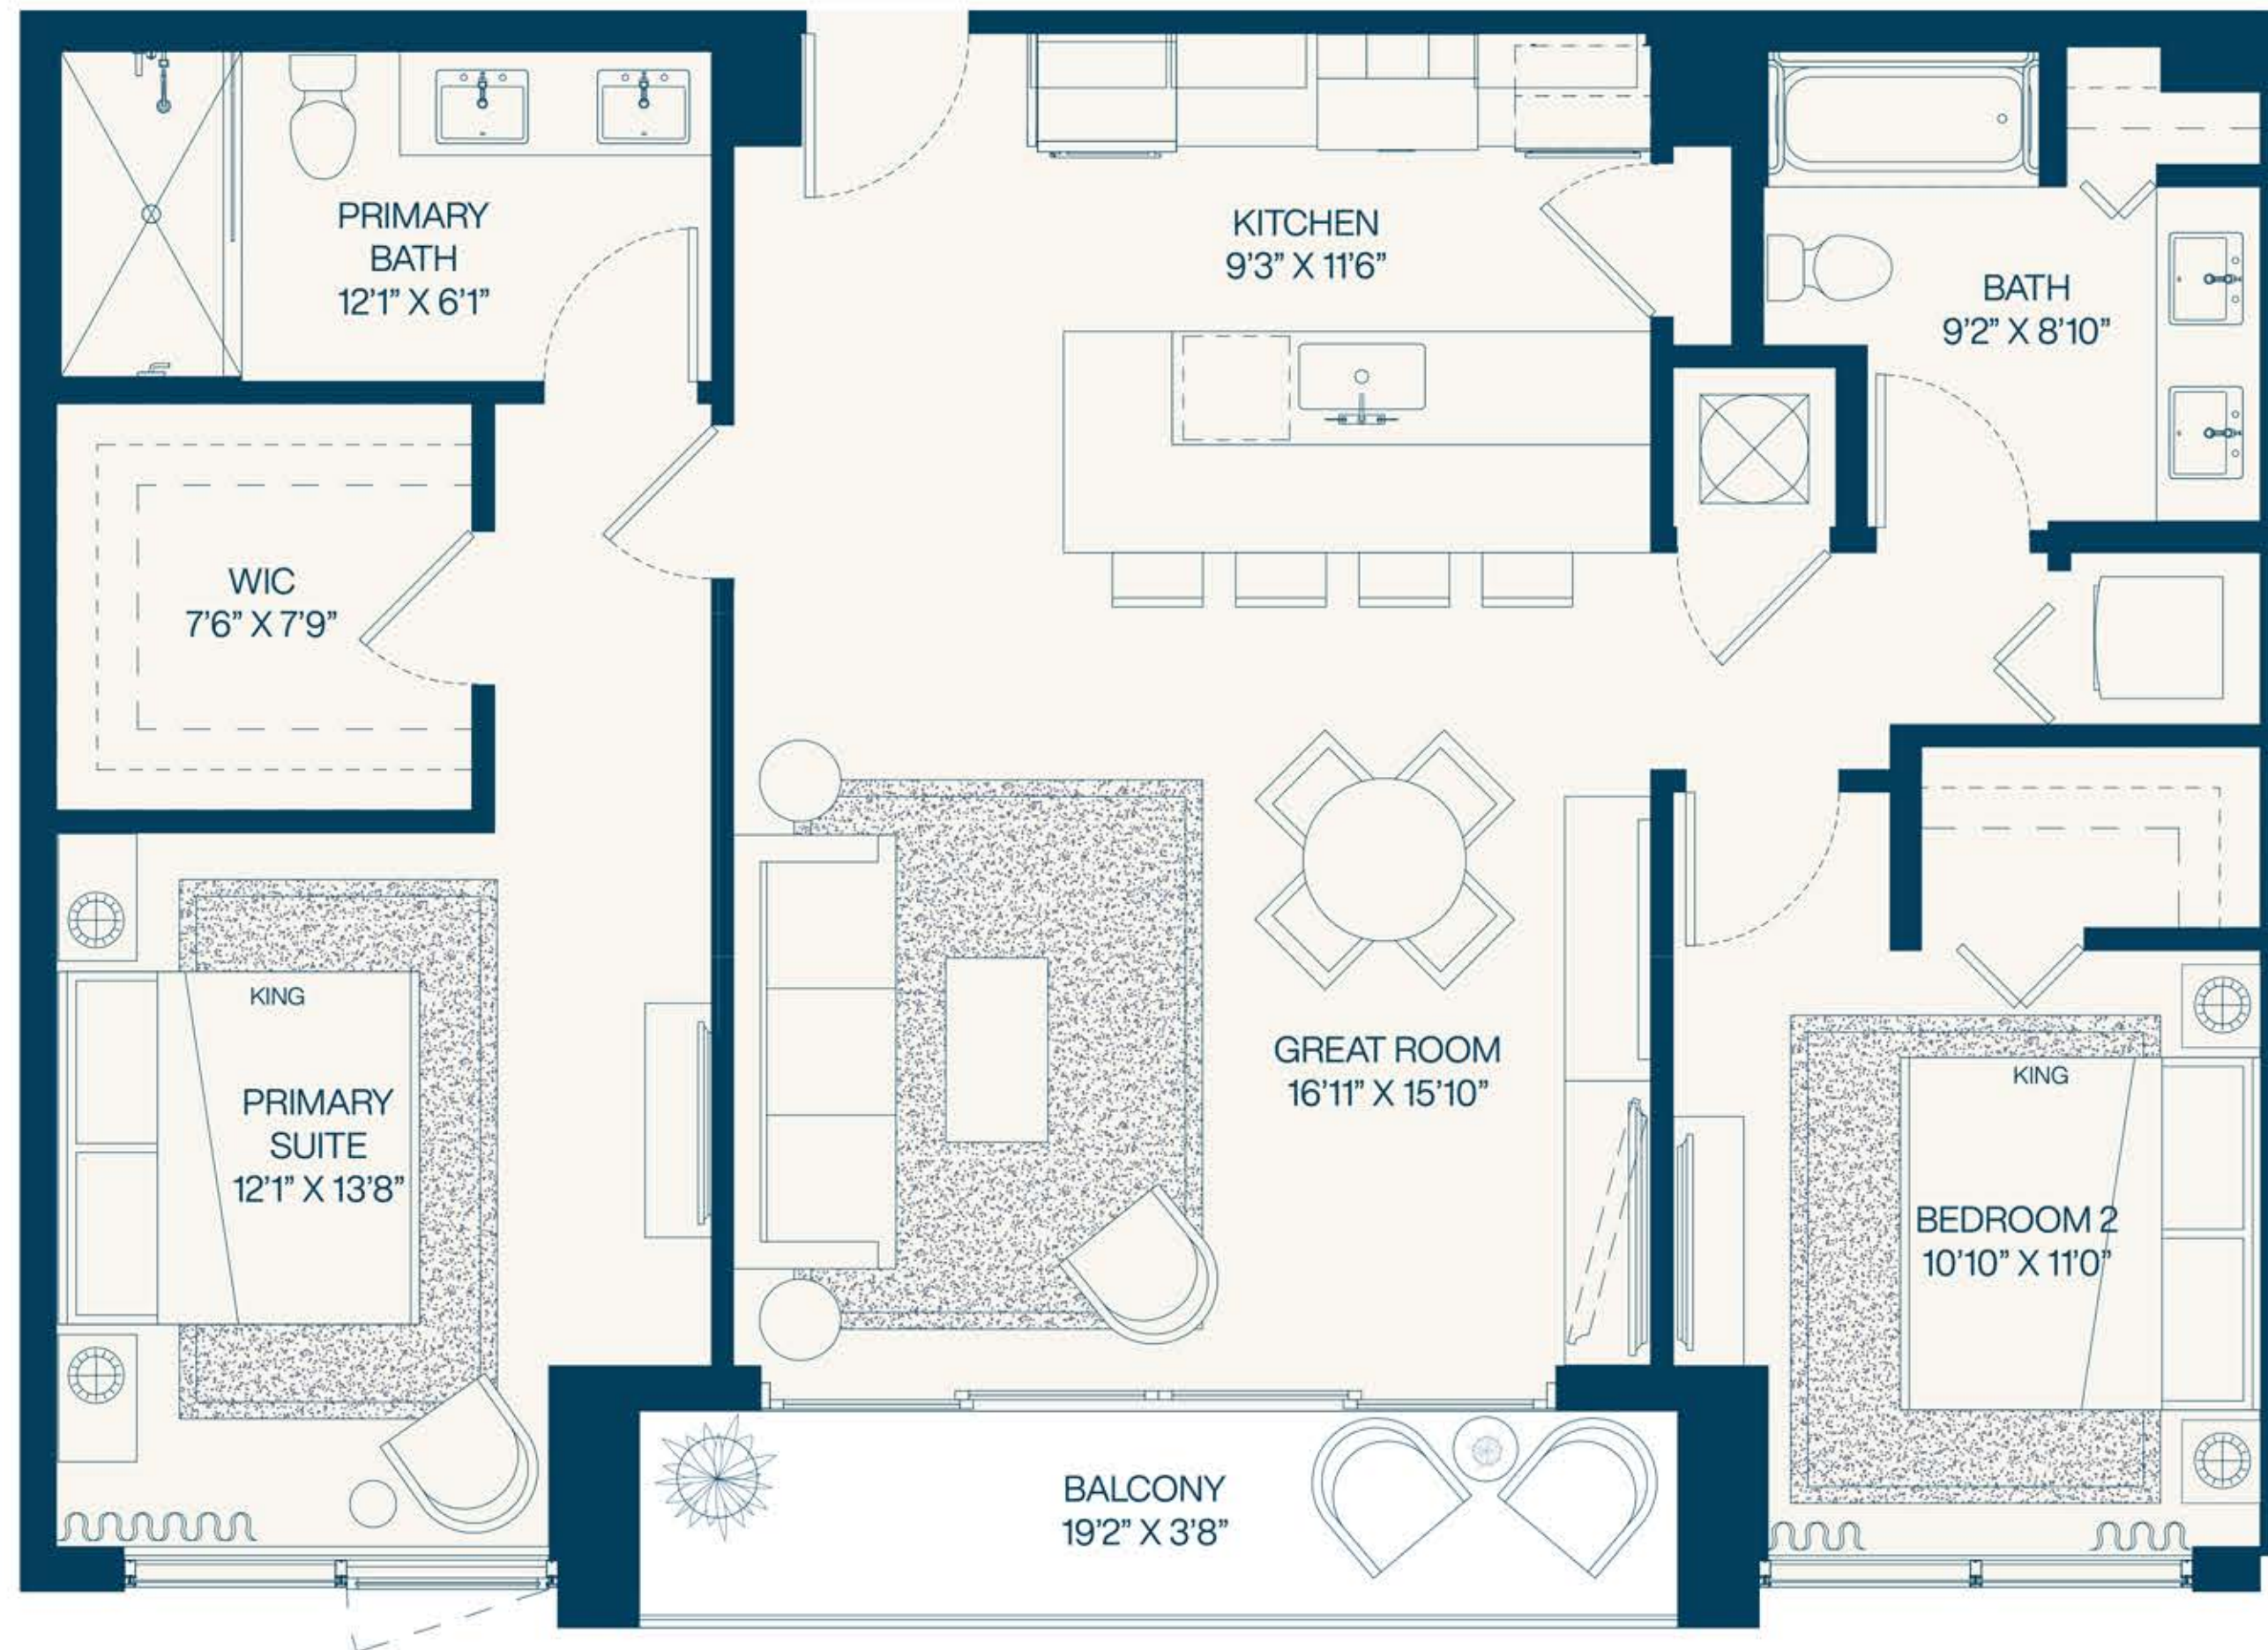 PRIMARY
BATH
12'1” X 6'1”
KITCHEN
9'3” X 11'6”
BATH
9'2” X 8'10”
WIC
7'6” X 7'9”
KING
PRIMARY
SUITE
12'1” X 13'8”
GREAT ROOM
16'11” X 15'10”
KING
BEDROOM 2
10'10” X 11'0”
BALCONY
19'2” X 3'8”